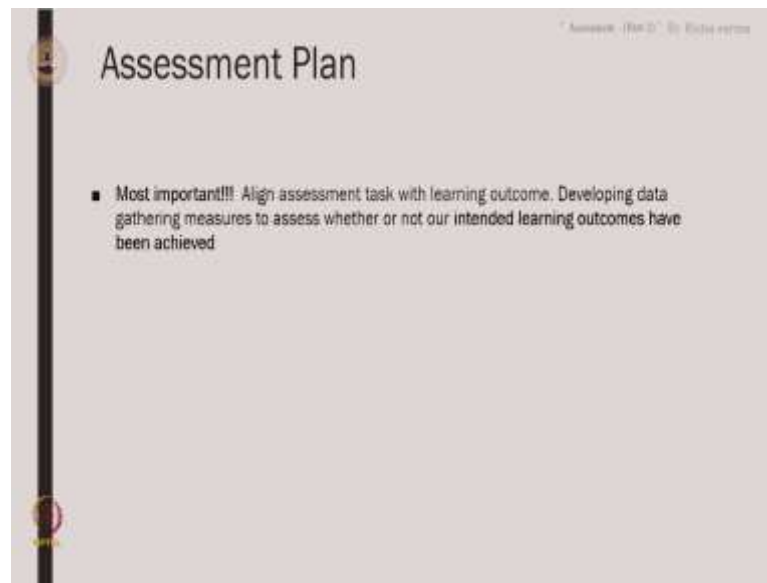 Assessment Plan
Most important!!! Align assessment task with learning outcome. Developing data
gathering measures to assess whether or not our intended learning outcomes have
been achieved